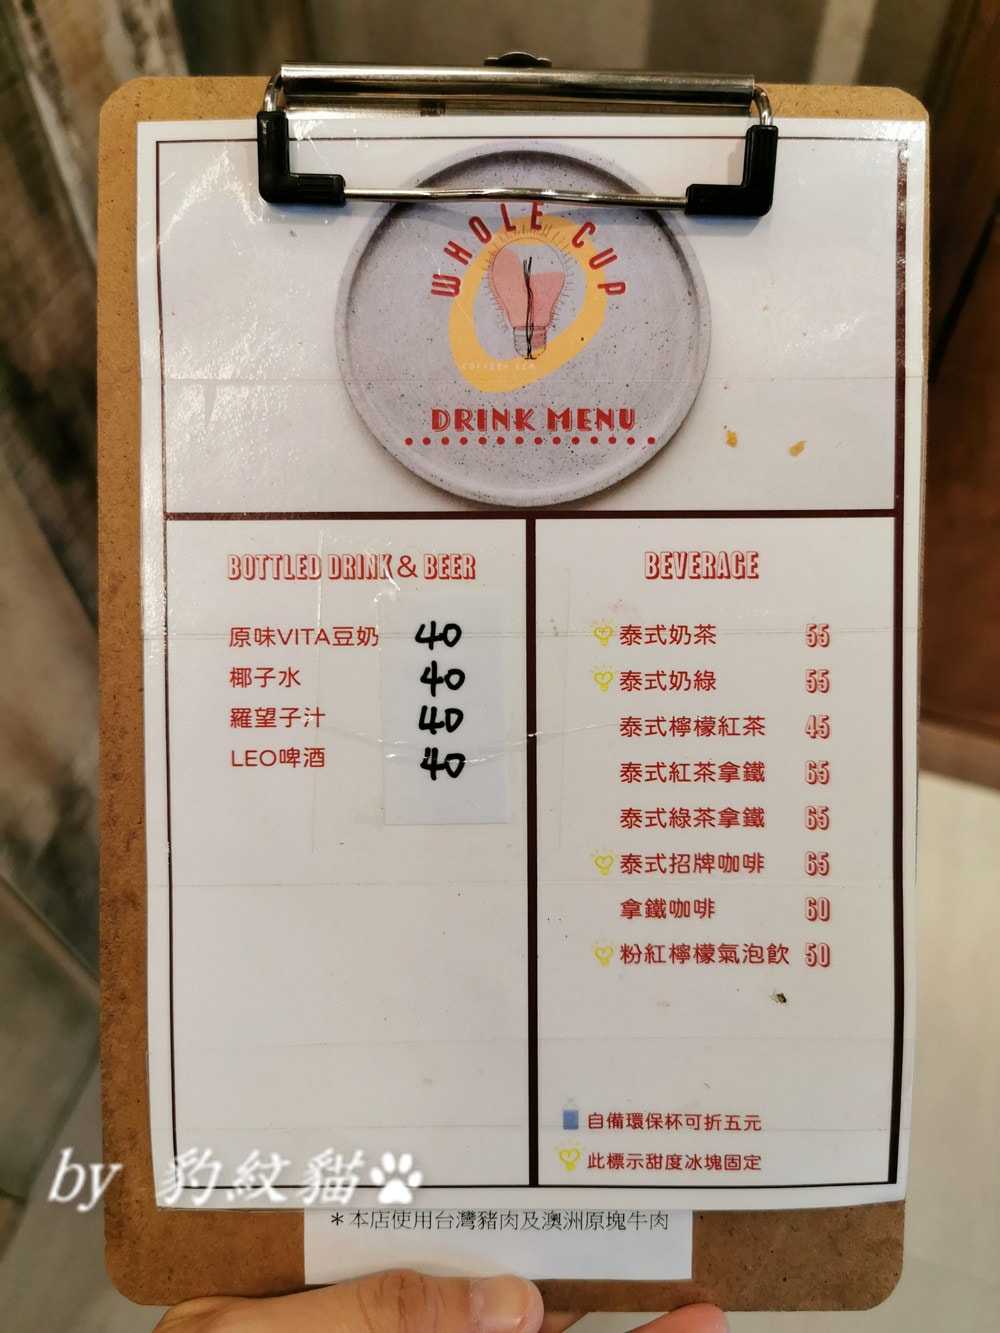 WHOLE CUP
COFFEE+ TEA
DRINK MENU
BOTTLED DRINK & BEER
原味VITA豆奶 40
椰子水 40
羅望子汁 40
LEO啤酒 40
BEVERAGE
泰式奶茶 55
泰式奶綠 55
泰式檸檬紅茶 45
泰式紅茶拿鐵 65
泰式綠茶拿鐵 65
泰式招牌咖啡 65
拿鐵咖啡 60
粉紅檸檬氣泡飲 50
自備環保杯可折五元
此標示甜度冰塊固定
by 豹紋貓
*本店使用台灣豬肉及澳洲原塊牛肉